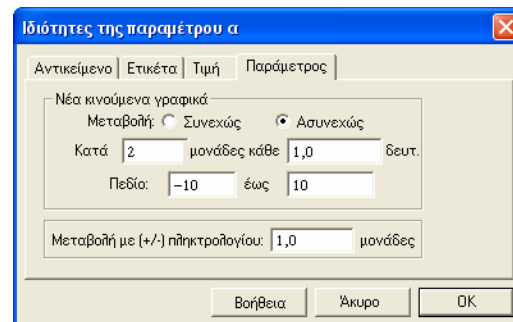 Ιδιότητες της παραμέτρου α
Αντικείμενο Ετικέτα Τιμή Παράμετρος
Νέα κινούμενα γραφικά
Μεταβολή: Συνεχώς Ασυνεχώς
Κατά 2 μονάδες κάθε 1,0 δευτ.
Πεδίο: −10 έως 10
Μεταβολή με (+/-) πληκτρολογίου: 1,0 μονάδες
Βοήθεια Άκυρο OK